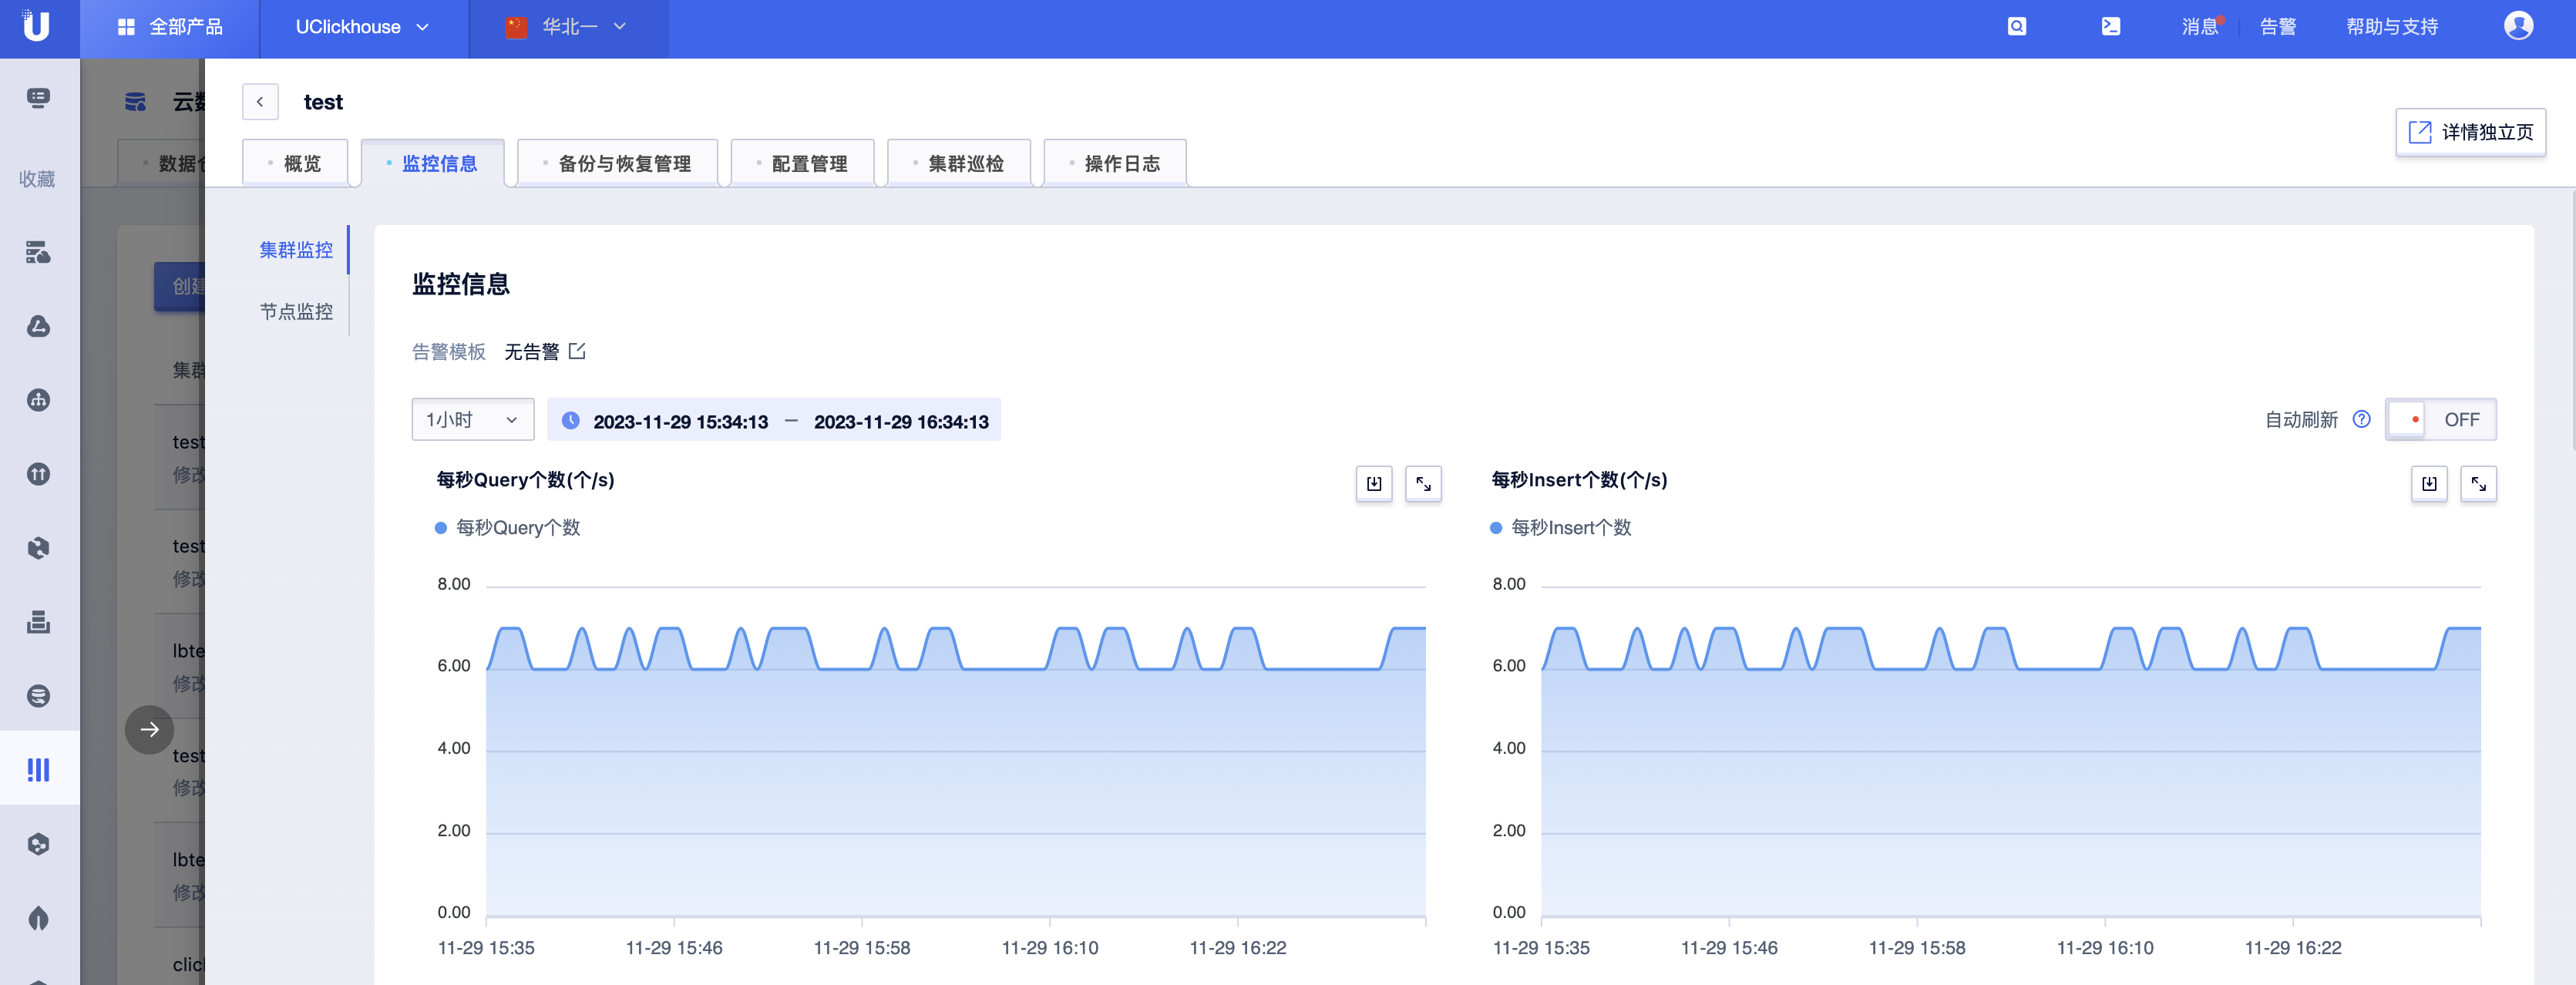 全部产品
UClickhouse
华北一
消息
告警
帮助与支持
云数
test
详情独立页
数据仓
概览
监控信息
备份与恢复管理
配置管理
集群巡检
操作日志
收藏
集群监控
节点监控
创建
监控信息
告警模板 无告警
集群
1小时
2023-11-29 15:34:13 — 2023-11-29 16:34:13
自动刷新
OFF
test
修改
test
修改
lbte
修改
test
修改
lbte
修改
click
每秒Query个数(个/s)
每秒Query个数
8.00
6.00
4.00
2.00
0.00
11-29 15:35
11-29 15:46
11-29 15:58
11-29 16:10
11-29 16:22
每秒Insert个数(个/s)
每秒Insert个数
8.00
6.00
4.00
2.00
0.00
11-29 15:35
11-29 15:46
11-29 15:58
11-29 16:10
11-29 16:22